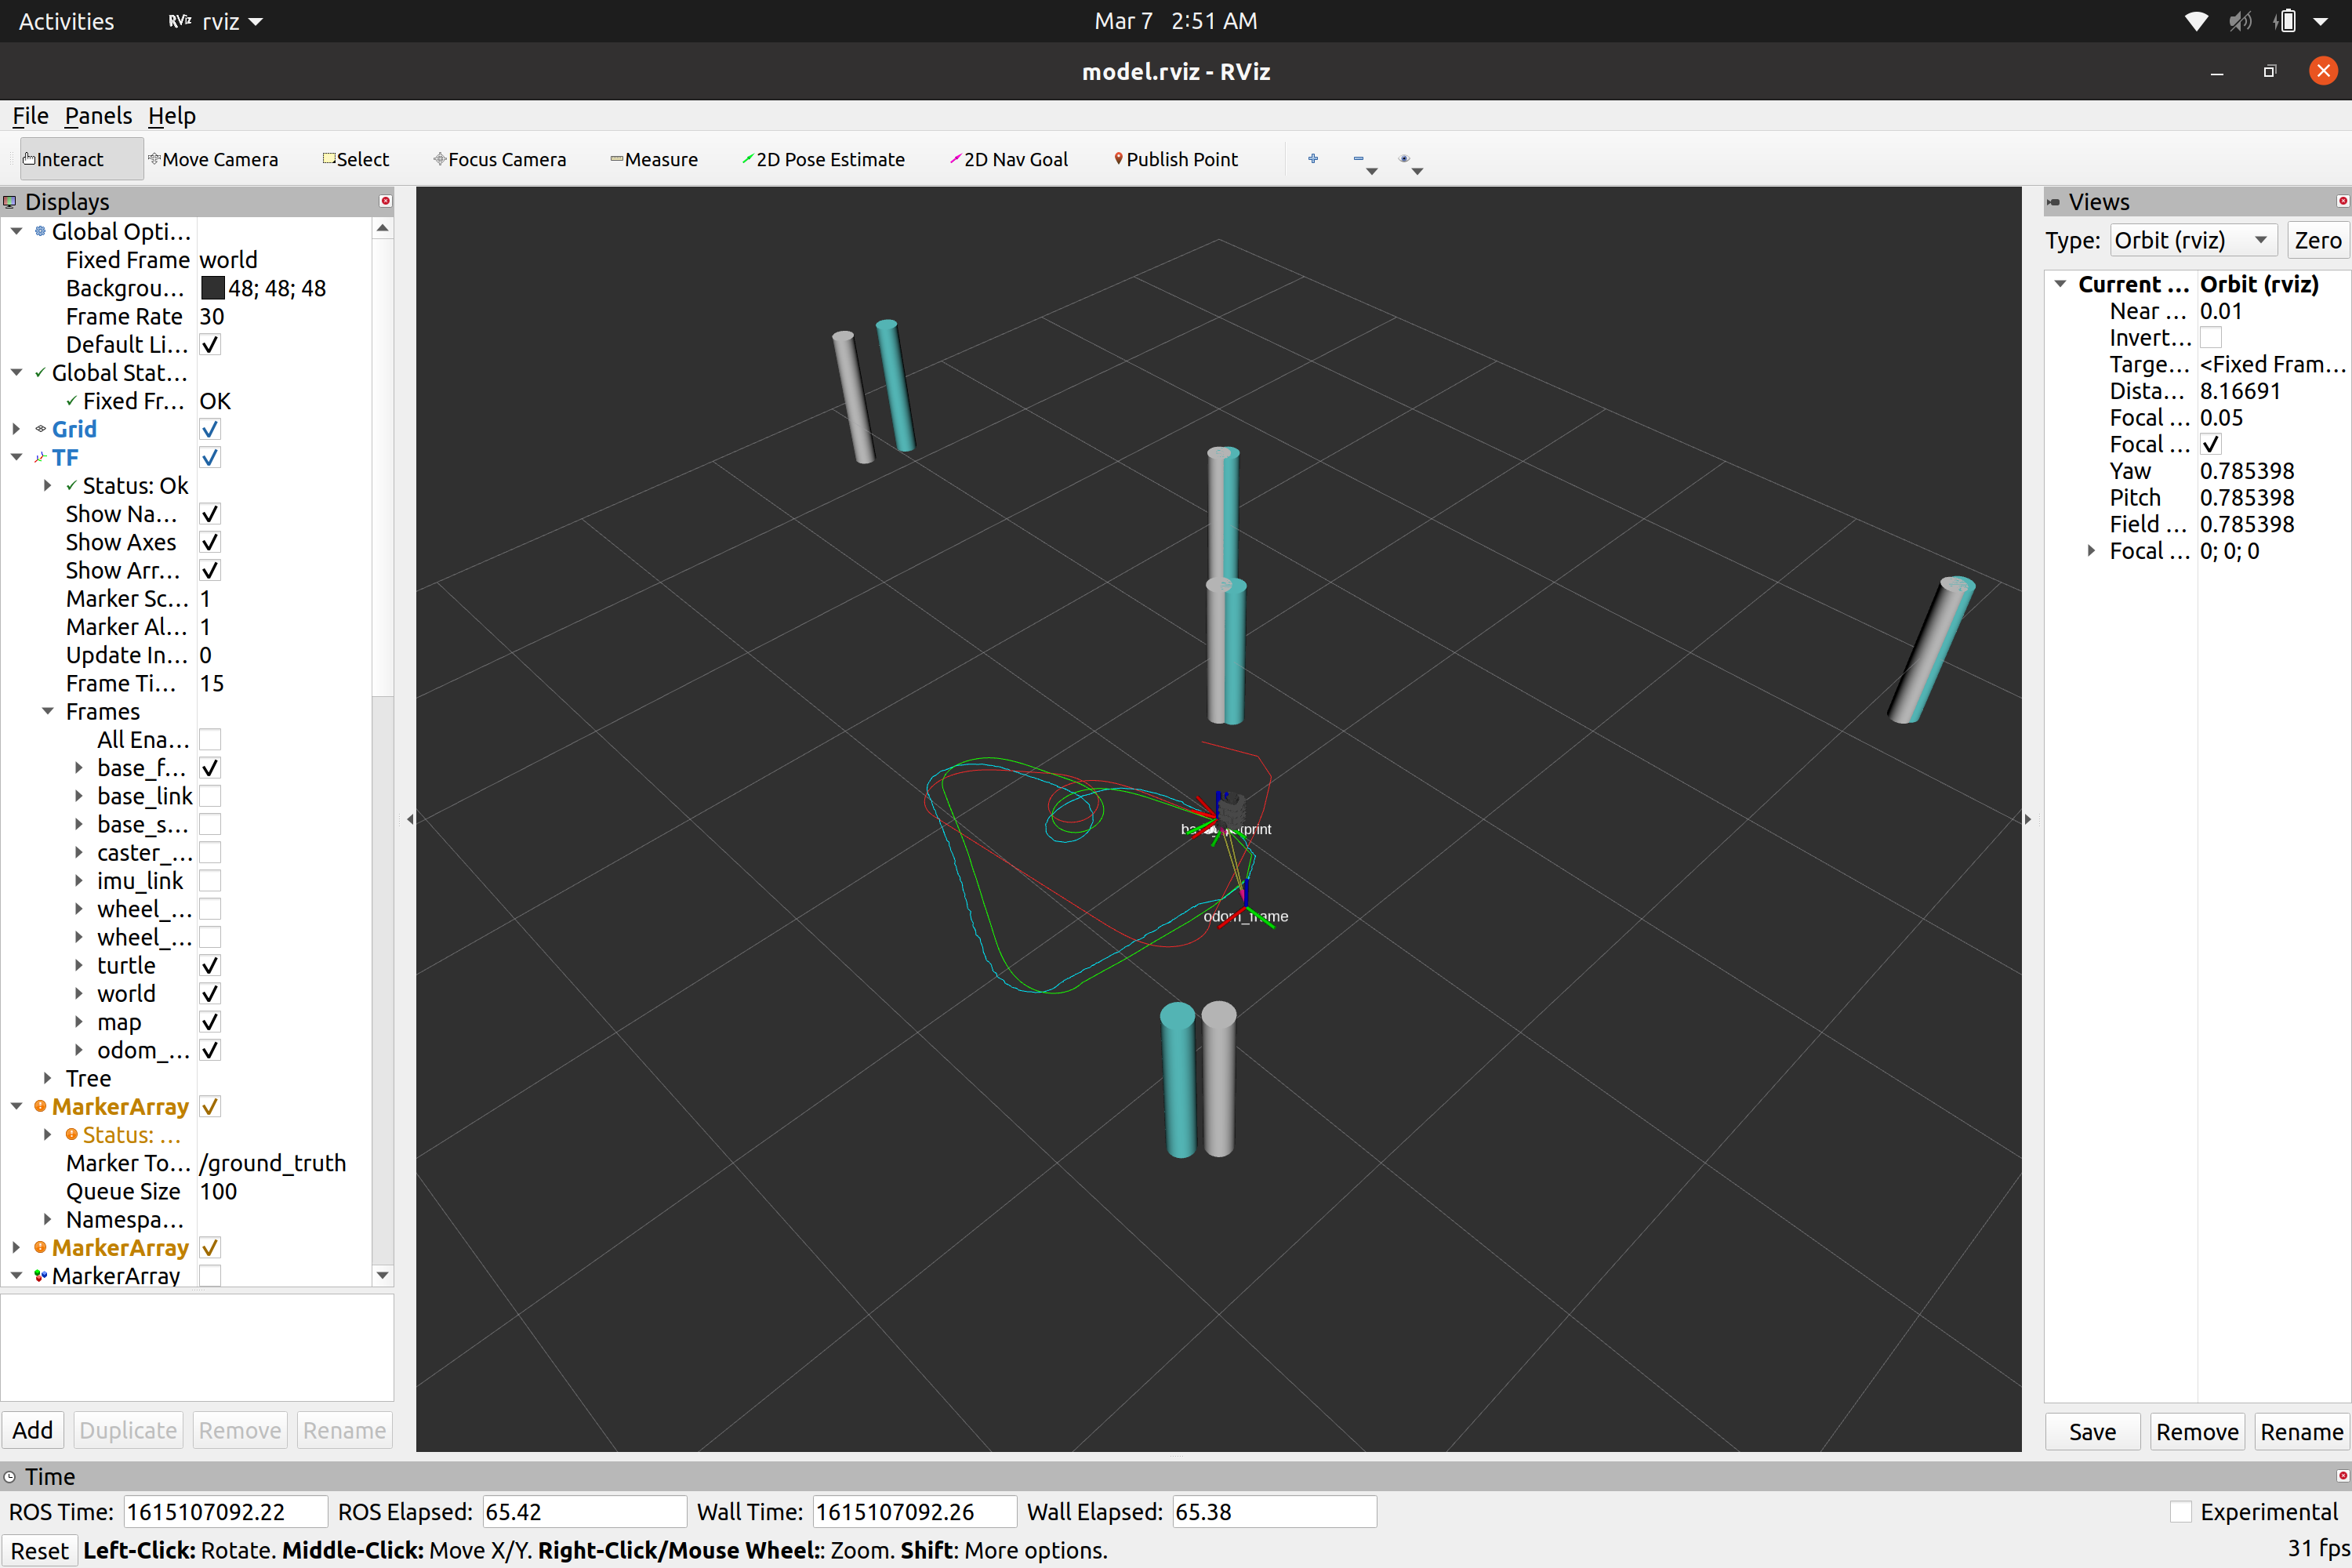 Activities RViz rviz Mar 7 2:51 AM
model.rviz - RViz
File Panels Help
Interact Move Camera Select Focus Camera Measure 2D Pose Estimate 2D Nav Goal Publish Point
Displays
Global Opti...
Fixed Frame world
Backgrou... 48; 48; 48
Frame Rate 30
Default Li...
Global Stat...
Fixed Fr... OK
Grid
TF
Status: Ok
Show Na...
Show Axes
Show Arr...
Marker Sc... 1
Marker Al... 1
Update In... 0
Frame Ti... 15
Frames
All Ena...
base_f...
base_link
base_s...
caster_...
imu_link
wheel_...
wheel_...
turtle
world
map
odom_...
Tree
MarkerArray
Status: ...
Marker To... /ground_truth
Queue Size 100
Namespa...
MarkerArray
MarkerArray
Add Duplicate Remove Rename
odom_frame
Views
Type: Orbit (rviz) Zero
Current ... Orbit (rviz)
Near ... 0.01
Invert...
Targe... <Fixed Fram...
Dista... 8.16691
Focal ... 0.05
Focal ...
Yaw 0.785398
Pitch 0.785398
Field ... 0.785398
Focal ... 0; 0; 0
Save Remove Rename
Time
ROS Time: 1615107092.22 ROS Elapsed: 65.42 Wall Time: 1615107092.26 Wall Elapsed: 65.38 Experimental
Reset Left-Click: Rotate. Middle-Click: Move X/Y. Right-Click/Mouse Wheel:: Zoom. Shift: More options. 31 fps